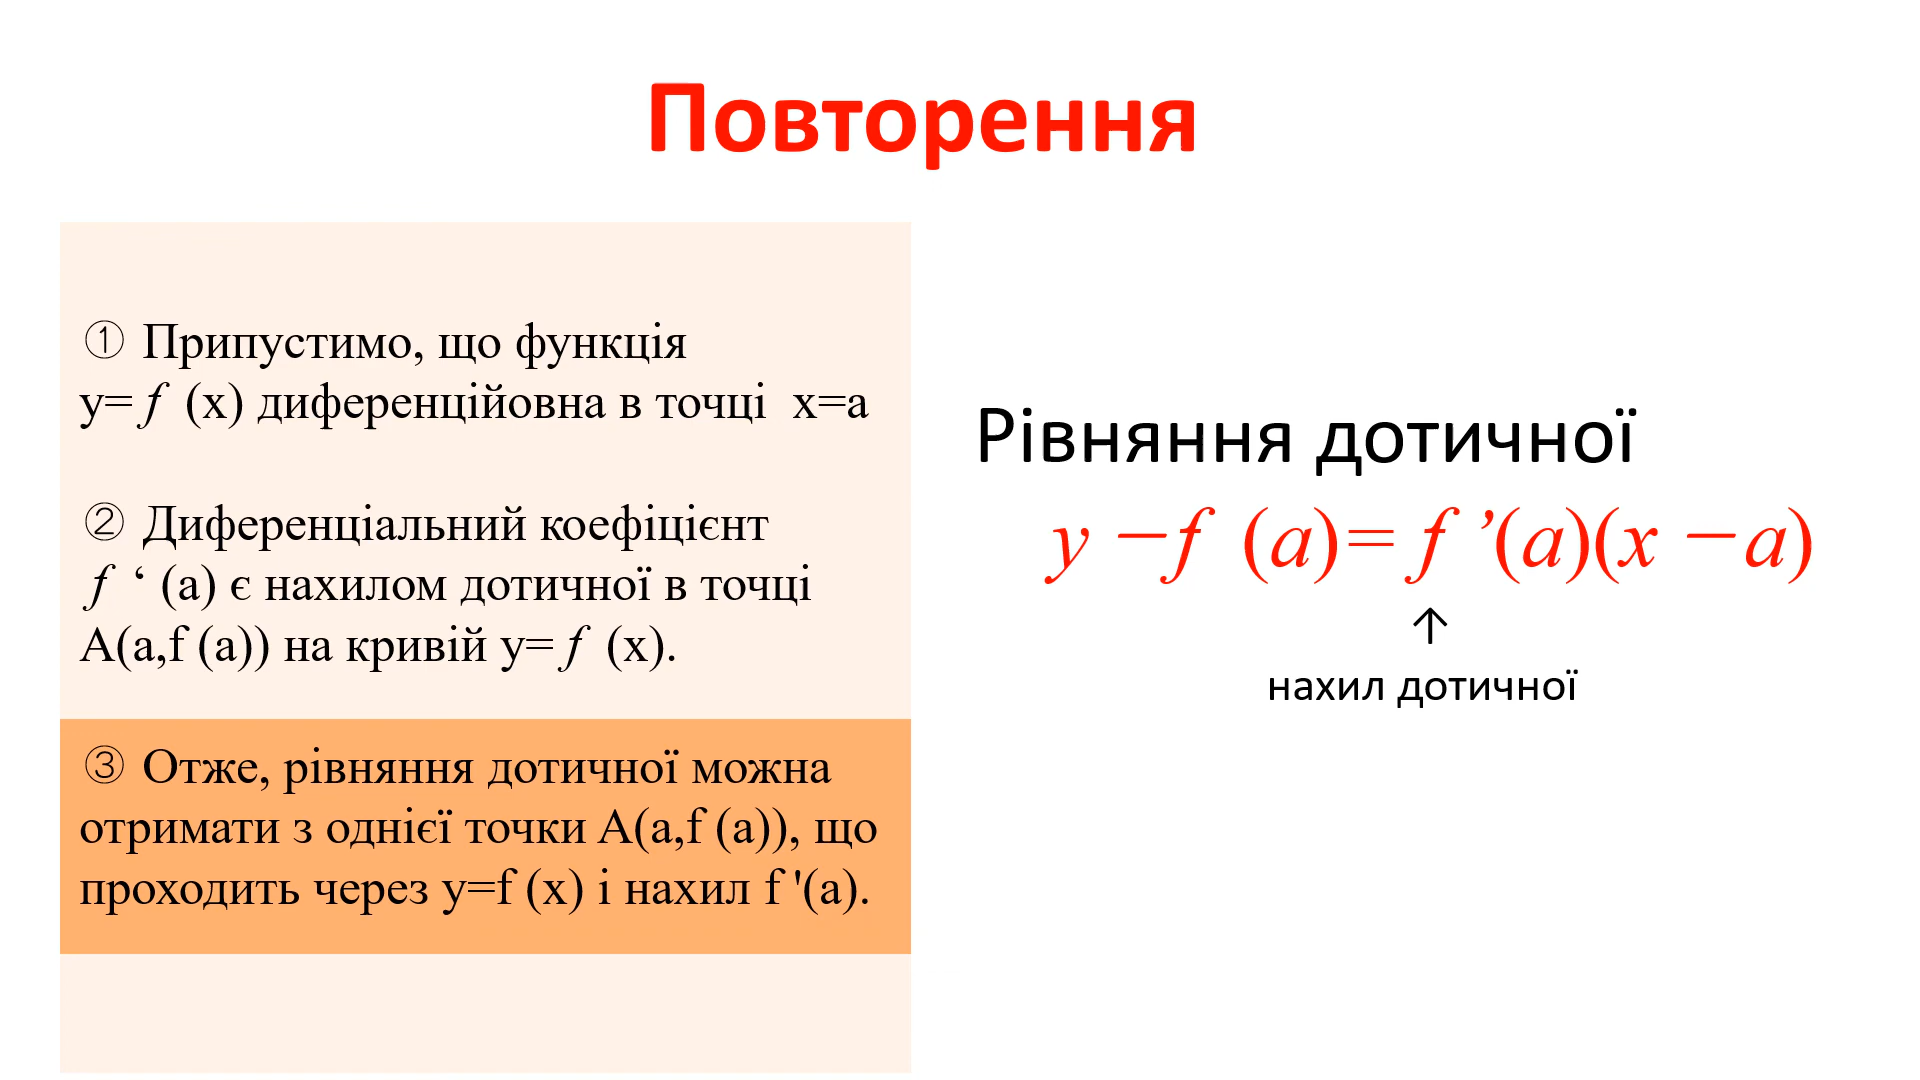 Повторення
① Припустимо, що функція
y=f (x) диференційовна в точці x=a
② Диференціальний коефіцієнт
f ‘ (a) є нахилом дотичної в точці
A(a,f (a)) на кривій y=f (x).
③ Отже, рівняння дотичної можна
отримати з однієї точки A(a,f (a)), що
проходить через y=f (x) і нахил f '(a).
Рівняння дотичної
y −f (a)= f ’(a)(x −a)
↑
нахил дотичної